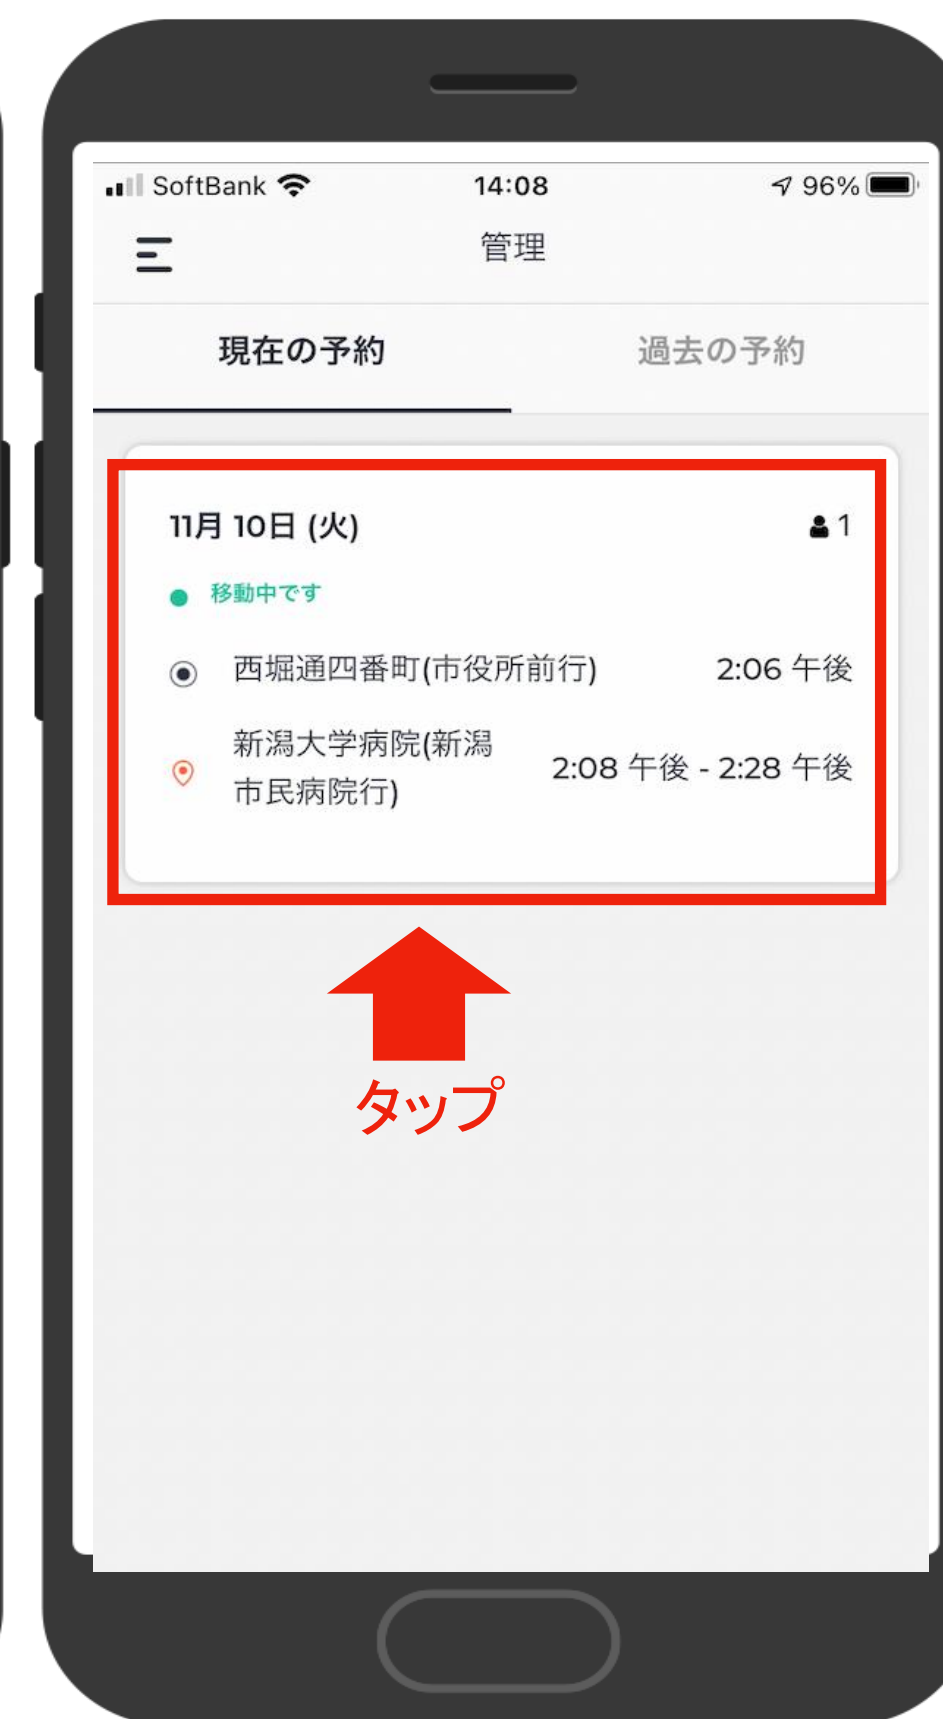 SoftBank 14:08 96%
管理
現在の予約 過去の予約
11月 10日 (火) 1
移動中です
西堀通四番町(市役所前行) 2:06 午後
新潟大学病院(新潟
市民病院行) 2:08 午後 - 2:28 午後
タップ